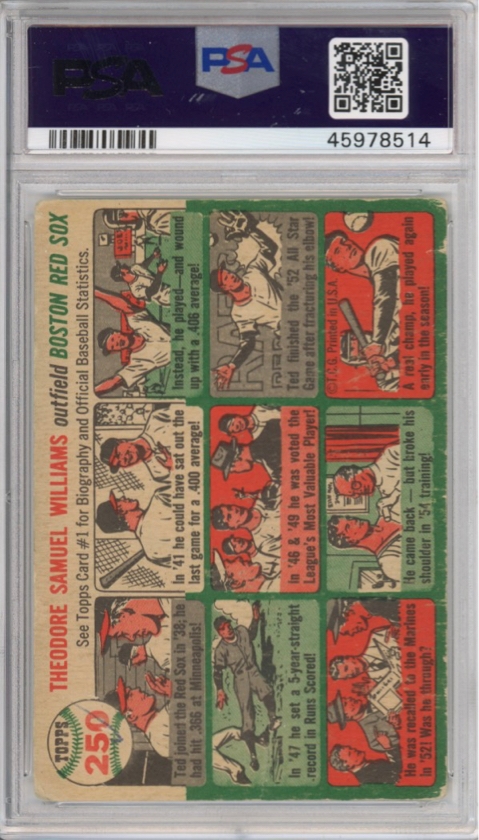 PSA
PSA
45978514
TOPPS
250
THEODORE SAMUEL WILLIAMS outfield BOSTON RED SOX
See Topps Card #1 for Biography and Official Baseball Statistics.
Ted joined the Red Sox in '38; he
had hit .366 at Minneapolis!
In '41 he could have sat out the
last game for a .400 average!
Instead, he played—and wound
up with a .406 average!
In '47 he set a 5-year-straight
record in Runs Scored!
In '46 & '49 he was voted the
League's Most Valuable Player!
Ted finished the '52 All Star
Game after fracturing his elbow!
He was recalled to the Marines
in '52! Was he through?
He came back — but broke his
shoulder in '54 training!
©T.C.G. Printed in U.S.A.
A real champ, he played again
early in the season!